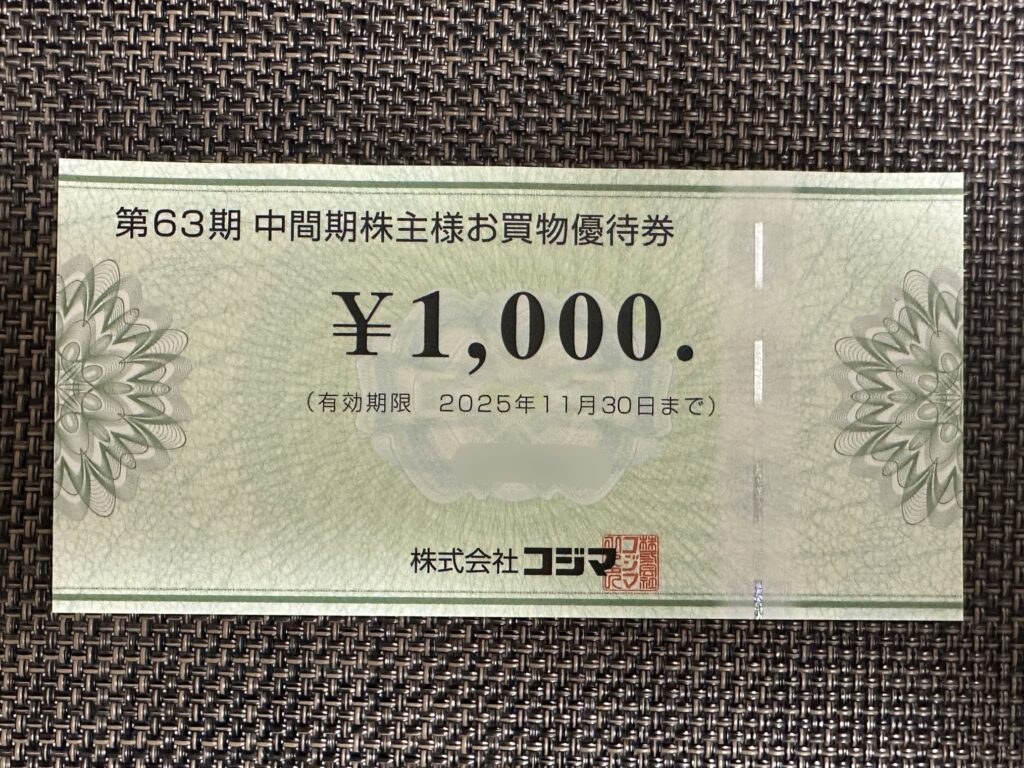 第63期 中間期株主様お買物優待券
¥1,000.
(有効期限　2025年11月30日まで)
株式会社 コジマ